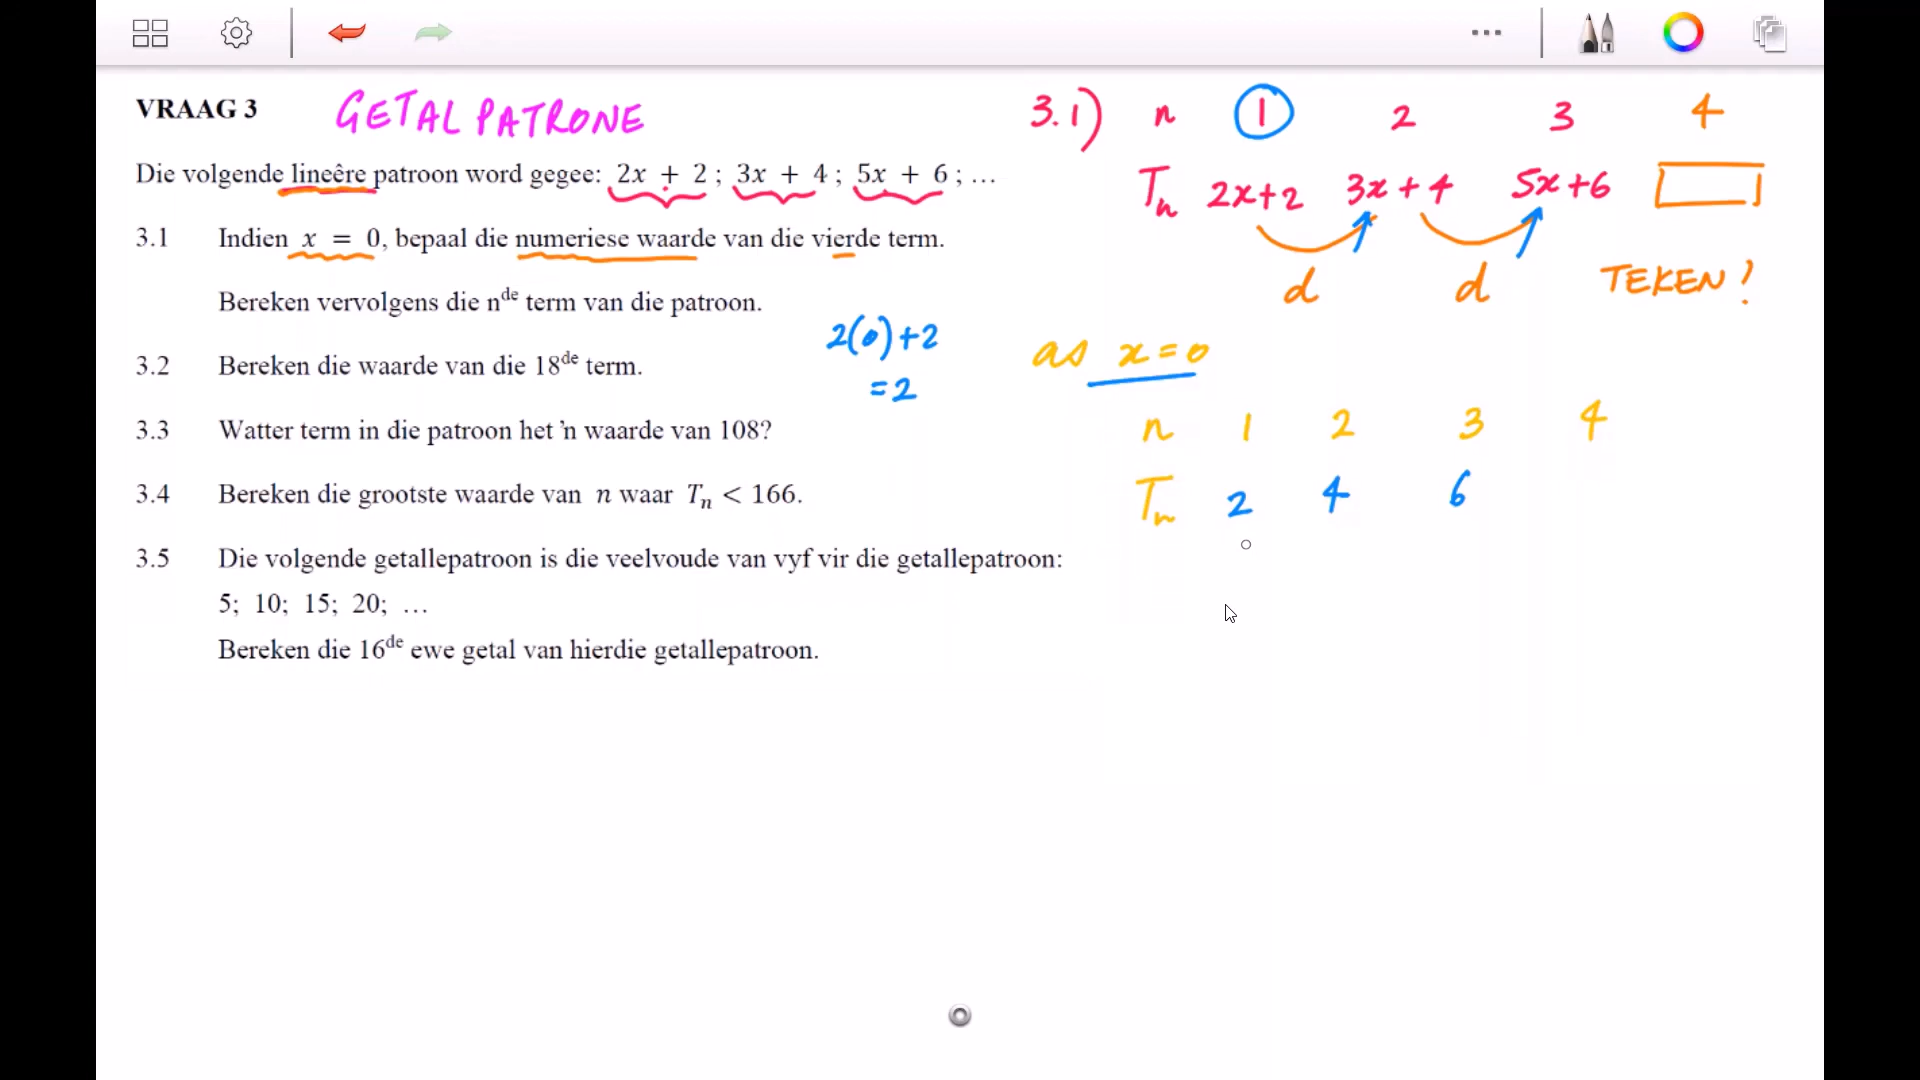 VRAAG 3 GETAL PATRONE
Die volgende lineêre patroon word gegee: 2x + 2 ; 3x + 4 ; 5x + 6 ; …
3.1 Indien x = 0, bepaal die numeriese waarde van die vierde term.
Bereken vervolgens die nde term van die patroon.
3.2 Bereken die waarde van die 18de term.
3.3 Watter term in die patroon het 'n waarde van 108?
3.4 Bereken die grootste waarde van n waar Tn < 166.
3.5 Die volgende getallepatroon is die veelvoude van vyf vir die getallepatroon:
5; 10; 15; 20; …
Bereken die 16de ewe getal van hierdie getallepatroon.
2(0)+2
=2
3.1) n 1 2 3 4
Tn 2x+2 3x+4 5x+6
d d TEKEN!
as x=0
n 1 2 3 4
Tn 2 4 6